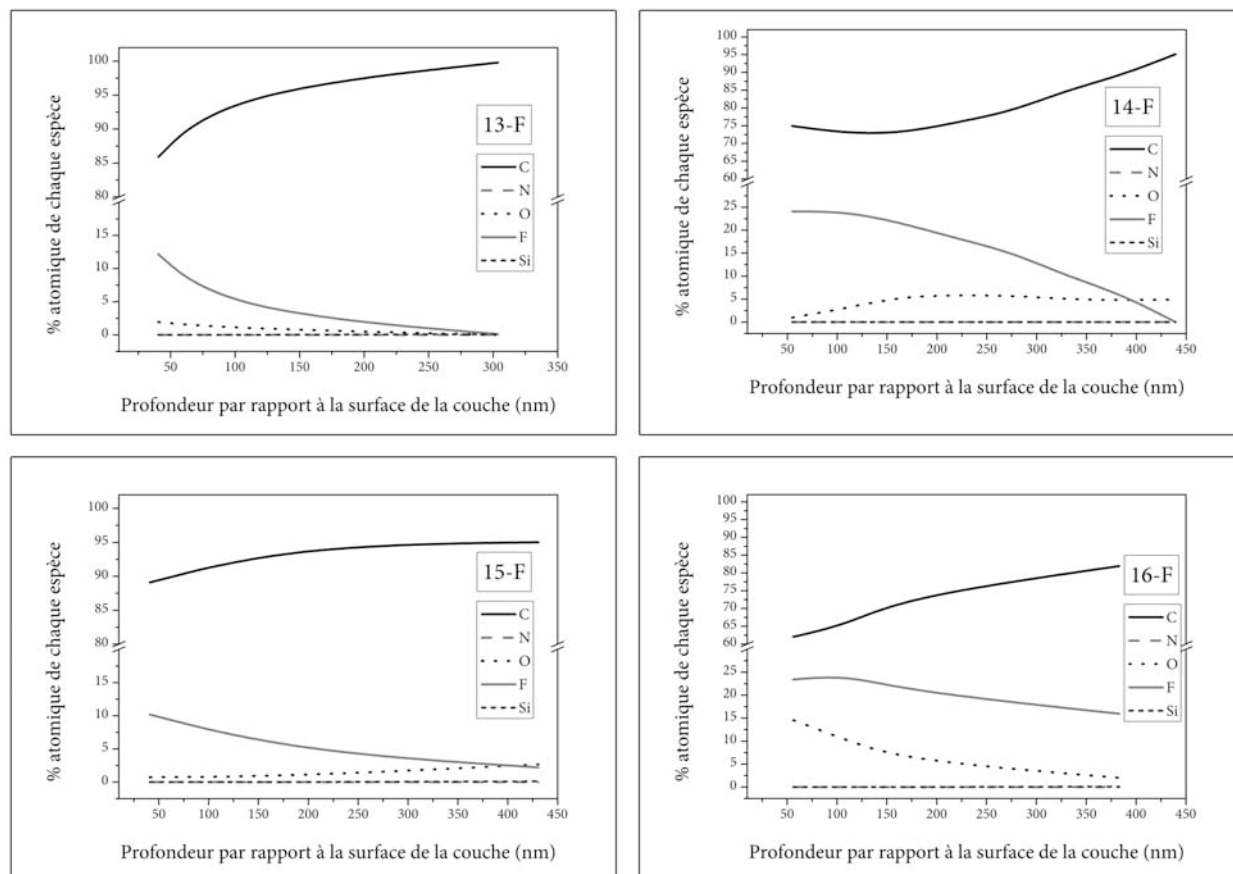 % atomique de chaque espèce
100
95
90
85
80
15
10
5
0
13-F
C
N
O
F
Si
50 100 150 200 250 300 350
Profondeur par rapport à la surface de la couche (nm)
% atomique de chaque espèce
100
95
90
85
80
75
70
65
60
25
20
15
10
5
0
14-F
C
N
O
F
Si
50 100 150 200 250 300 350 400 450
Profondeur par rapport à la surface de la couche (nm)
% atomique de chaque espèce
100
95
90
85
80
15
10
5
0
15-F
C
N
O
F
Si
50 100 150 200 250 300 350 400 450
Profondeur par rapport à la surface de la couche (nm)
% atomique de chaque espèce
100
95
90
85
80
75
70
65
60
25
20
15
10
5
0
16-F
C
N
O
F
Si
50 100 150 200 250 300 350 400 450
Profondeur par rapport à la surface de la couche (nm)